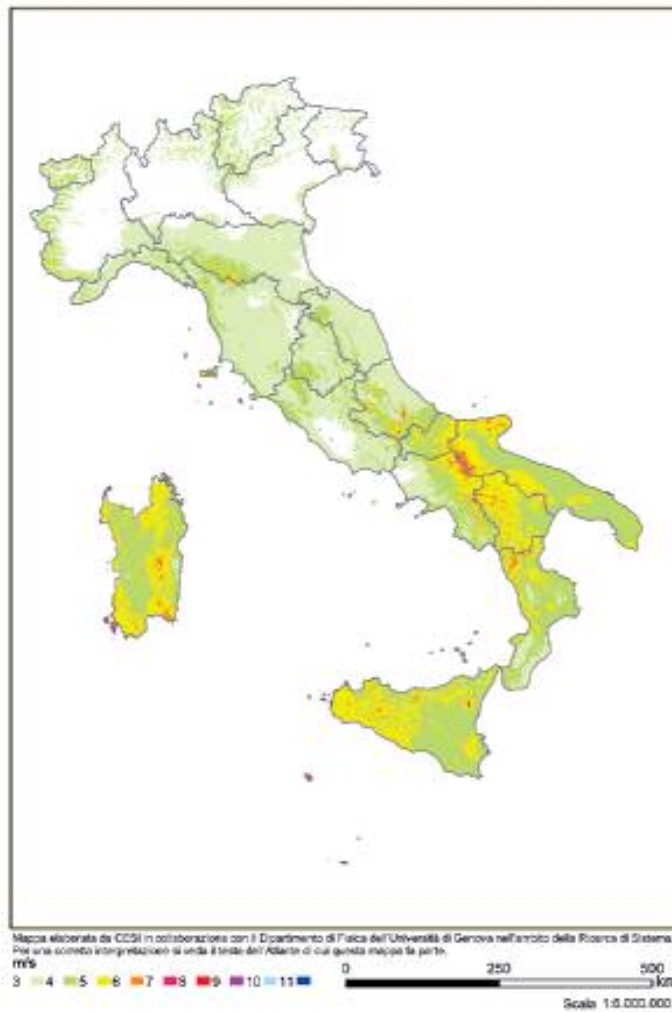 Mappa elaborata da CESI in collaborazione con il Dipartimento di Fisica dell'Università di Genova nell'ambito della Ricerca di Sistema
Per una corretta interpretazione si veda il testo dell'Atlante di cui questa mappa fa parte.
m/s
3 4 5 6 7 8 9 10 11
0 250 500
km
Scala 1:6.000.000